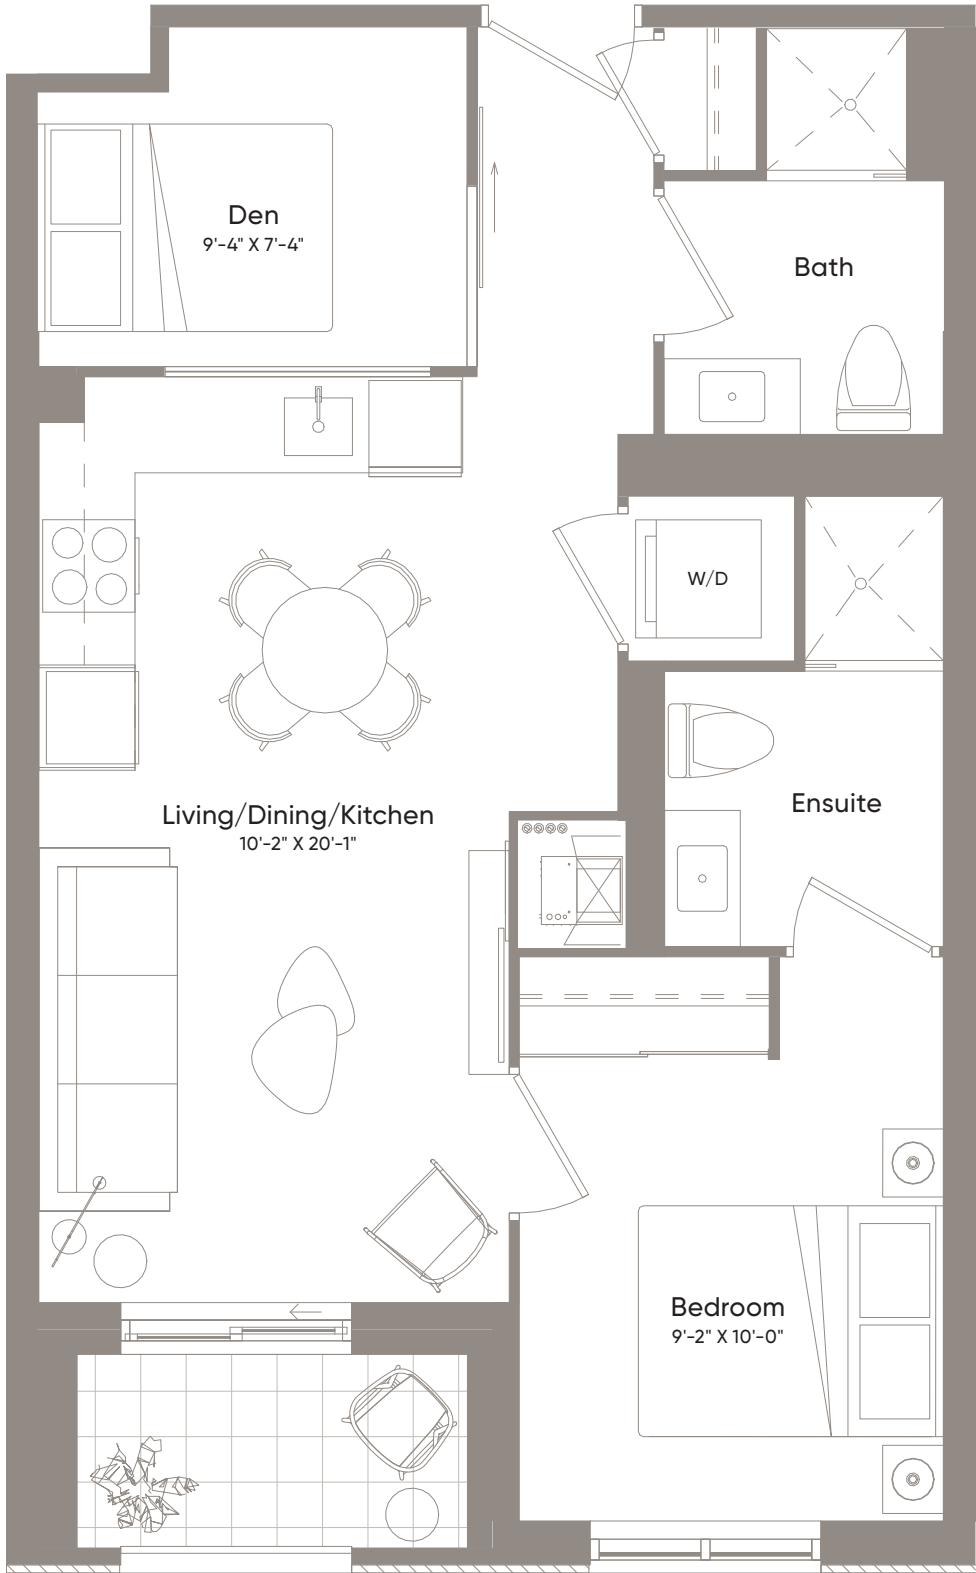 Den
9'-4" X 7'-4"
Bath
W/D
Ensuite
Living/Dining/Kitchen
10'-2" X 20'-1"
Bedroom
9'-2" X 10'-0"